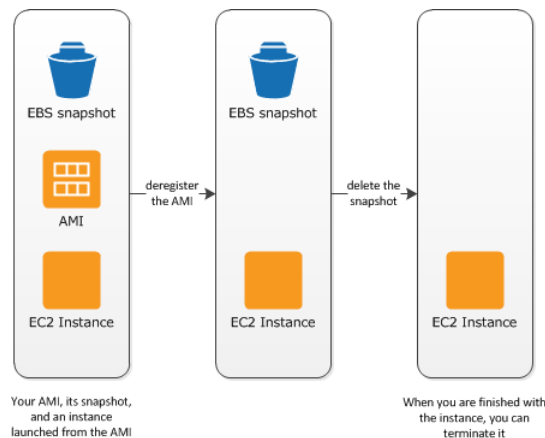 EBS snapshot
AMI
EC2 Instance
Your AMI, its snapshot,
and an instance
launched from the AMI
deregister
the AMI
EBS snapshot
EC2 Instance
delete the
snapshot
EC2 Instance
When you are finished with
the instance, you can
terminate it